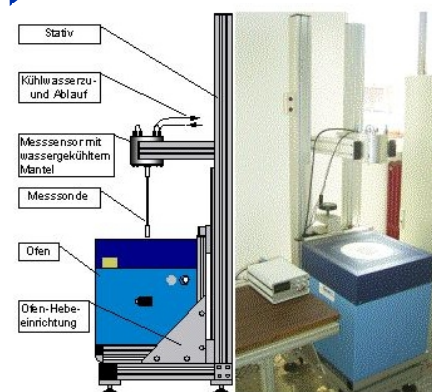 Stativ
Kühlwasserzu-
und Ablauf
Messsensor mit
wassergekühltem
Mantel
Messsonde
Ofen
Ofen-Hebe-
einrichtung